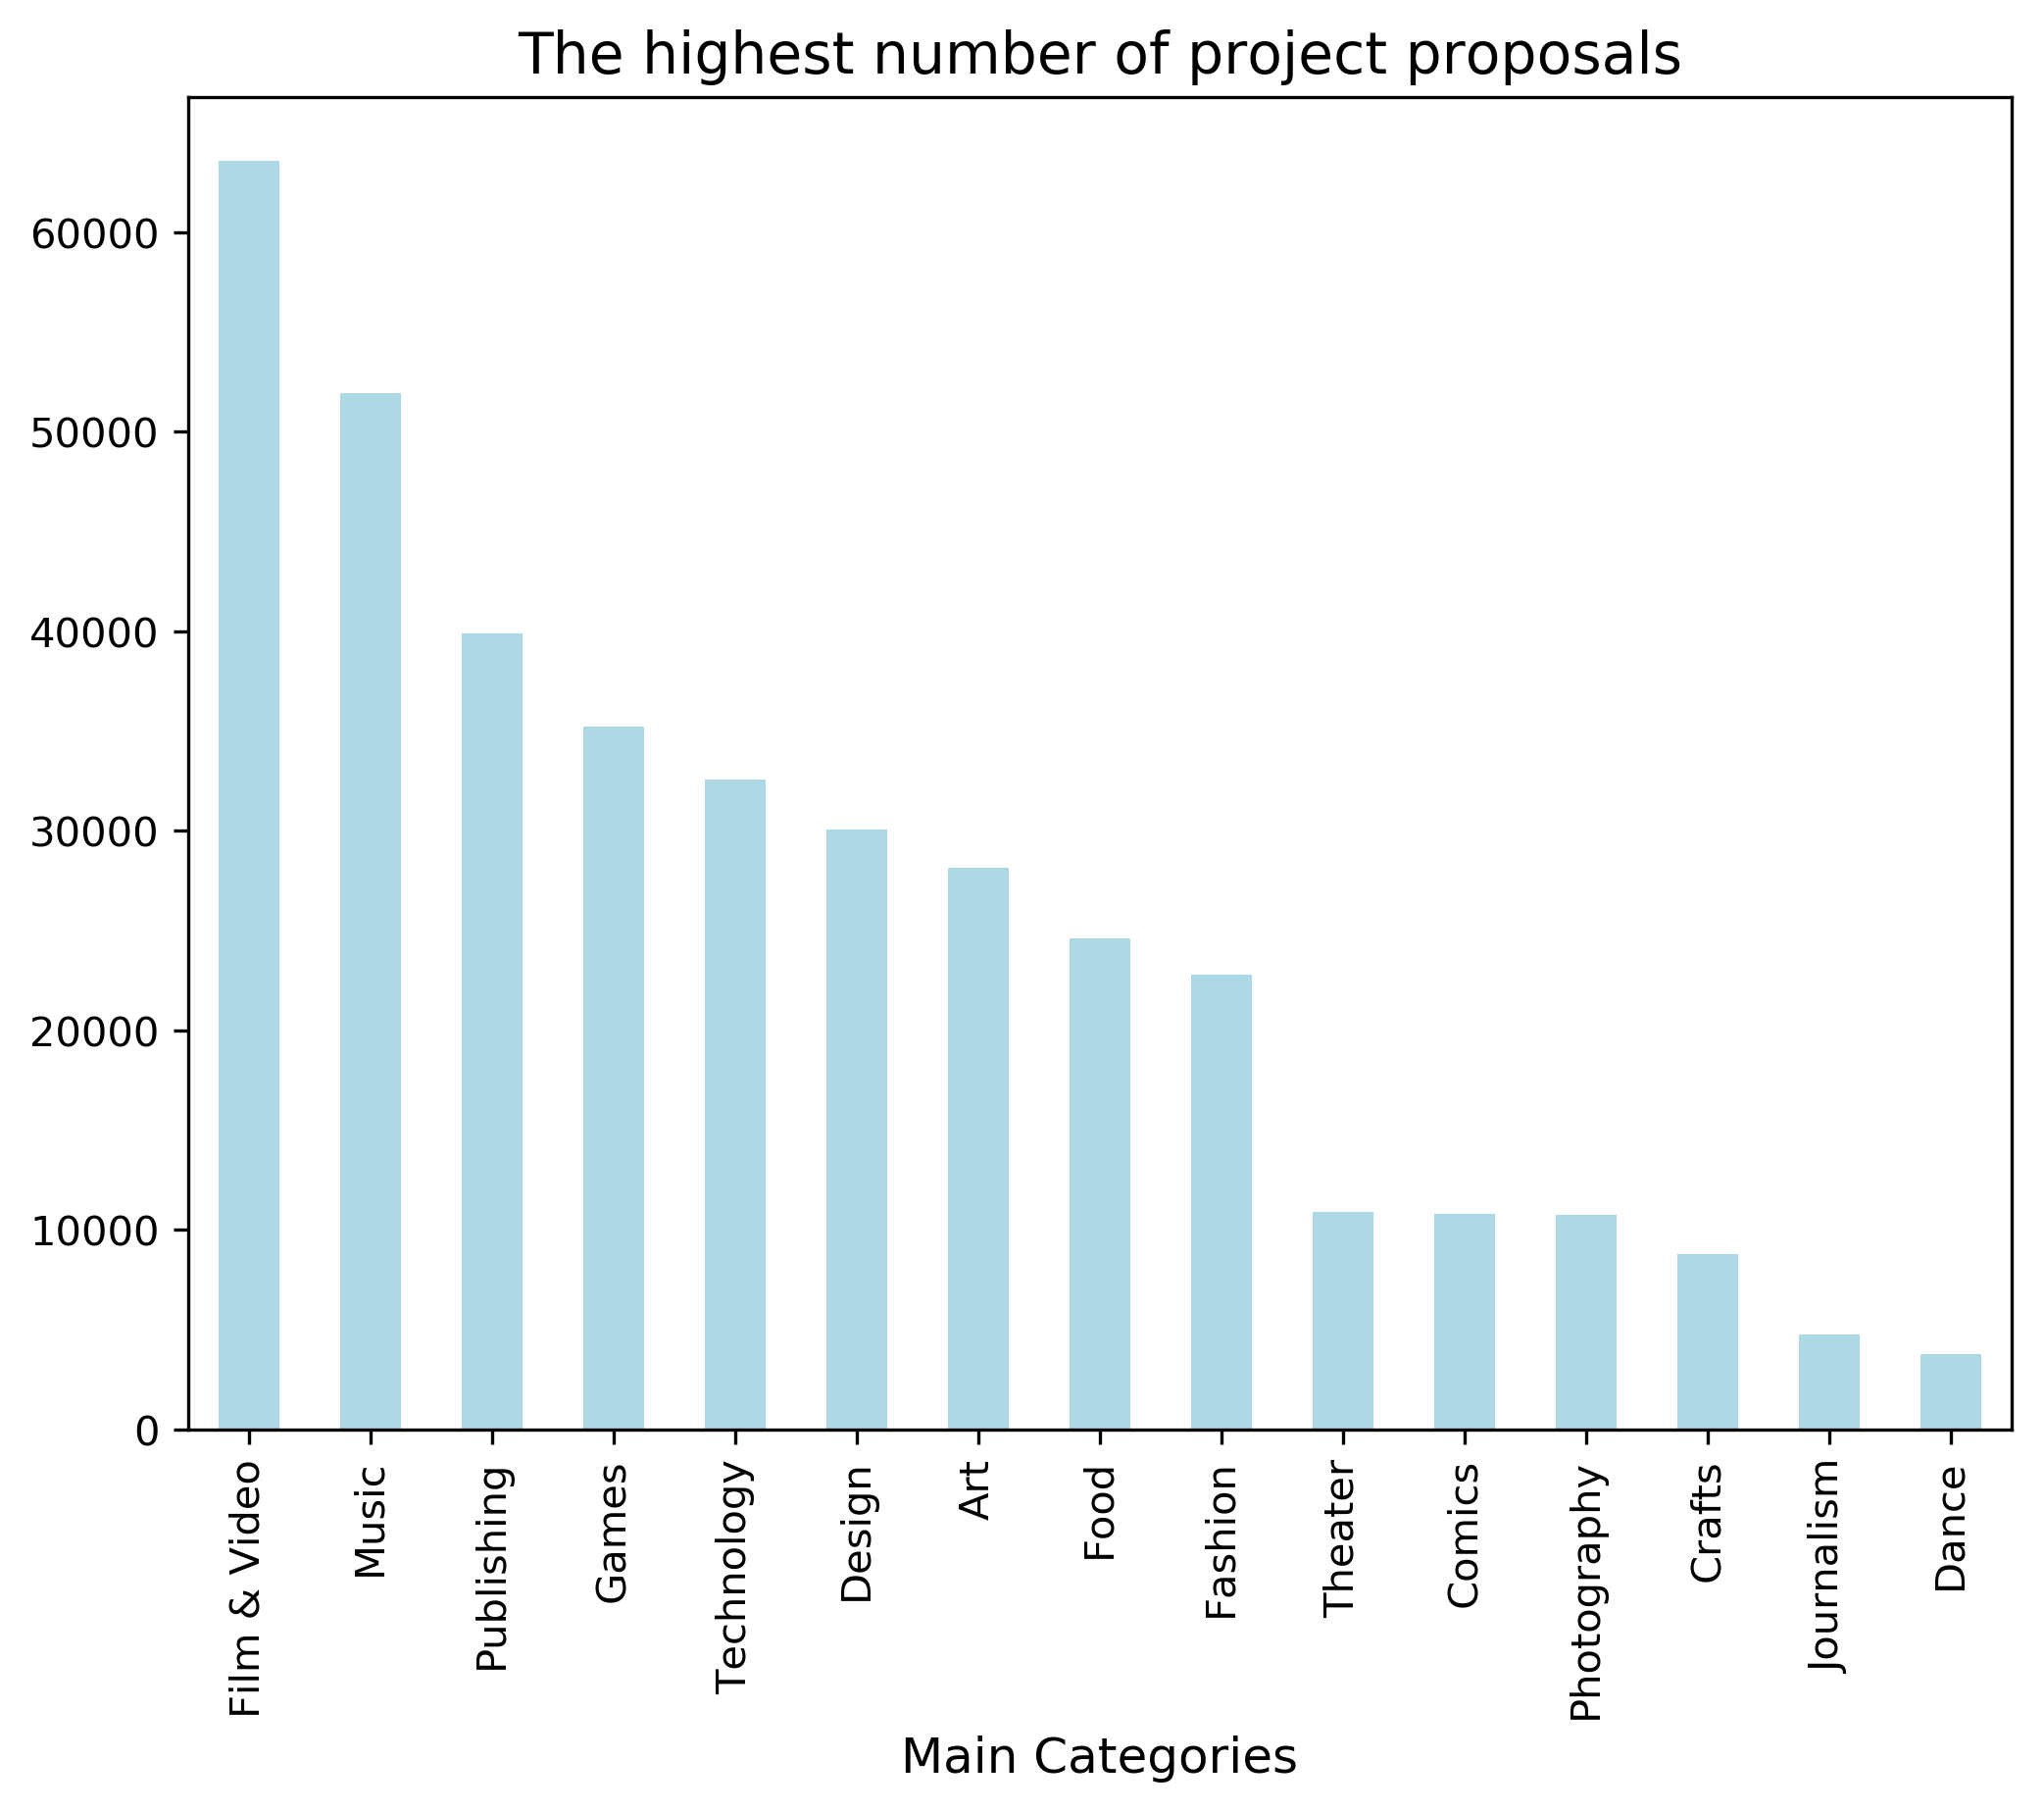 The highest number of project proposals
60000
50000
40000
30000
20000
10000
0
Film & Video
Music
Publishing
Games
Technology
Design
Art
Food
Fashion
Theater
Comics
Photography
Crafts
Journalism
Dance
Main Categories